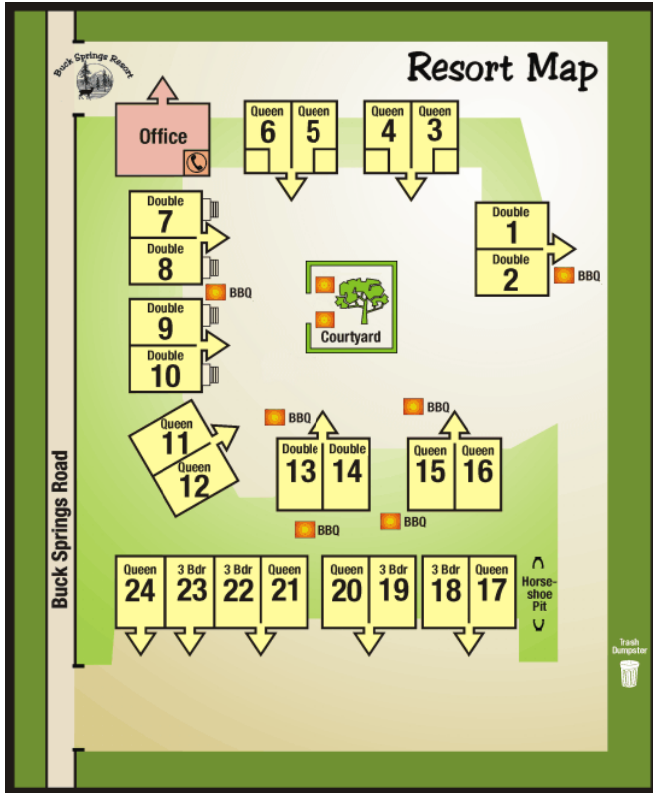 Buck Springs Resort
Resort Map
Office
Queen
6
Queen
5
Queen
4
Queen
3
Double
7
Double
8
BBQ
Double
9
Double
10
Double
1
Double
2
BBQ
Courtyard
Queen
11
Queen
12
BBQ
Double
13
Double
14
BBQ
Queen
15
Queen
16
BBQ
BBQ
Buck Springs Road
Queen
24
3 Bdr
23
3 Bdr
22
Queen
21
Queen
20
3 Bdr
19
3 Bdr
18
Queen
17
Horse-
shoe
Pit
Trash
Dumpster